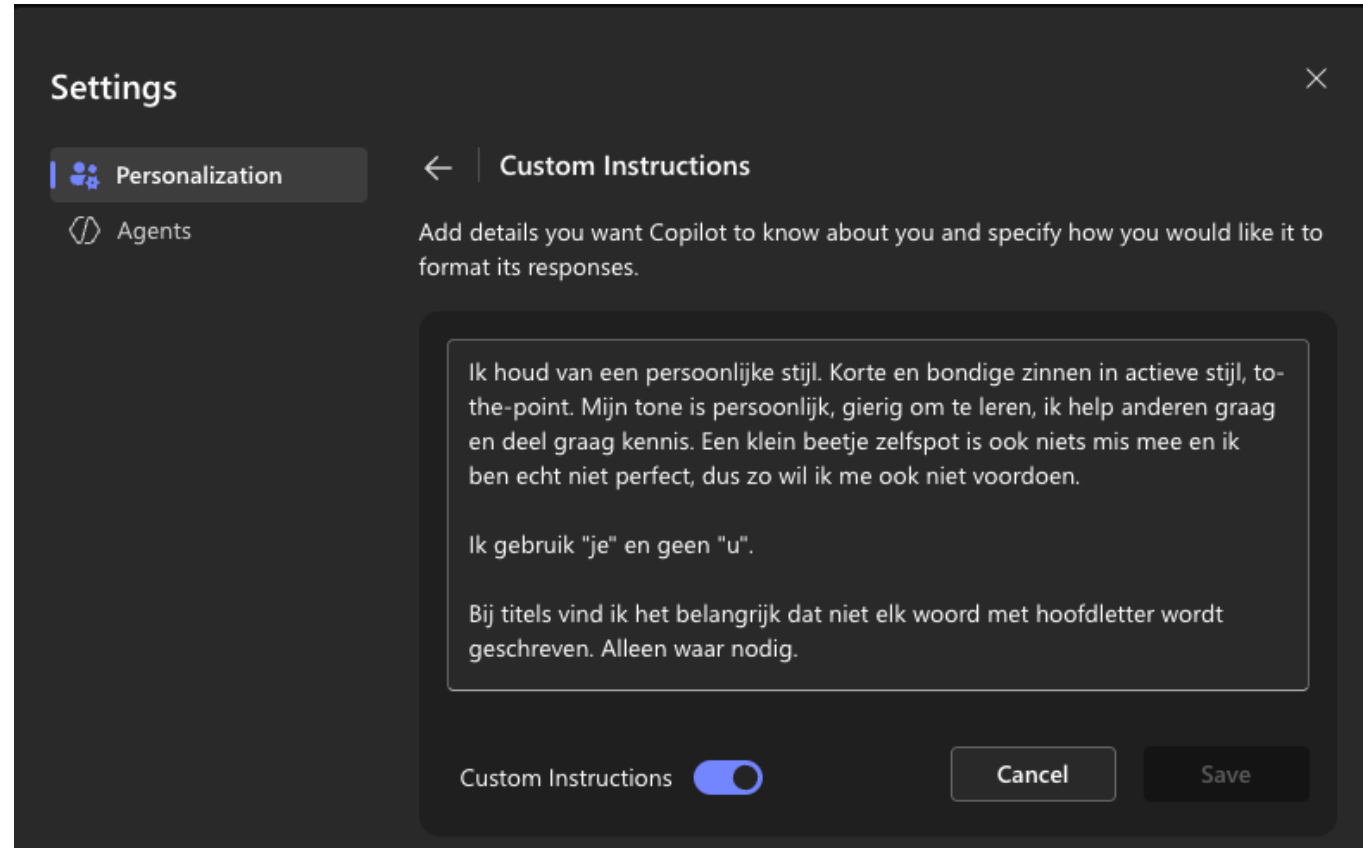 Settings
Personalization
Agents
Custom Instructions
Add details you want Copilot to know about you and specify how you would like it to
format its responses.
Ik houd van een persoonlijke stijl. Korte en bondige zinnen in actieve stijl, to-
the-point. Mijn tone is persoonlijk, gierig om te leren, ik help anderen graag
en deel graag kennis. Een klein beetje zelfspot is ook niets mis mee en ik
ben echt niet perfect, dus zo wil ik me ook niet voordoen.
Ik gebruik "je" en geen "u".
Bij titels vind ik het belangrijk dat niet elk woord met hoofdletter wordt
geschreven. Alleen waar nodig.
Custom Instructions
Cancel
Save